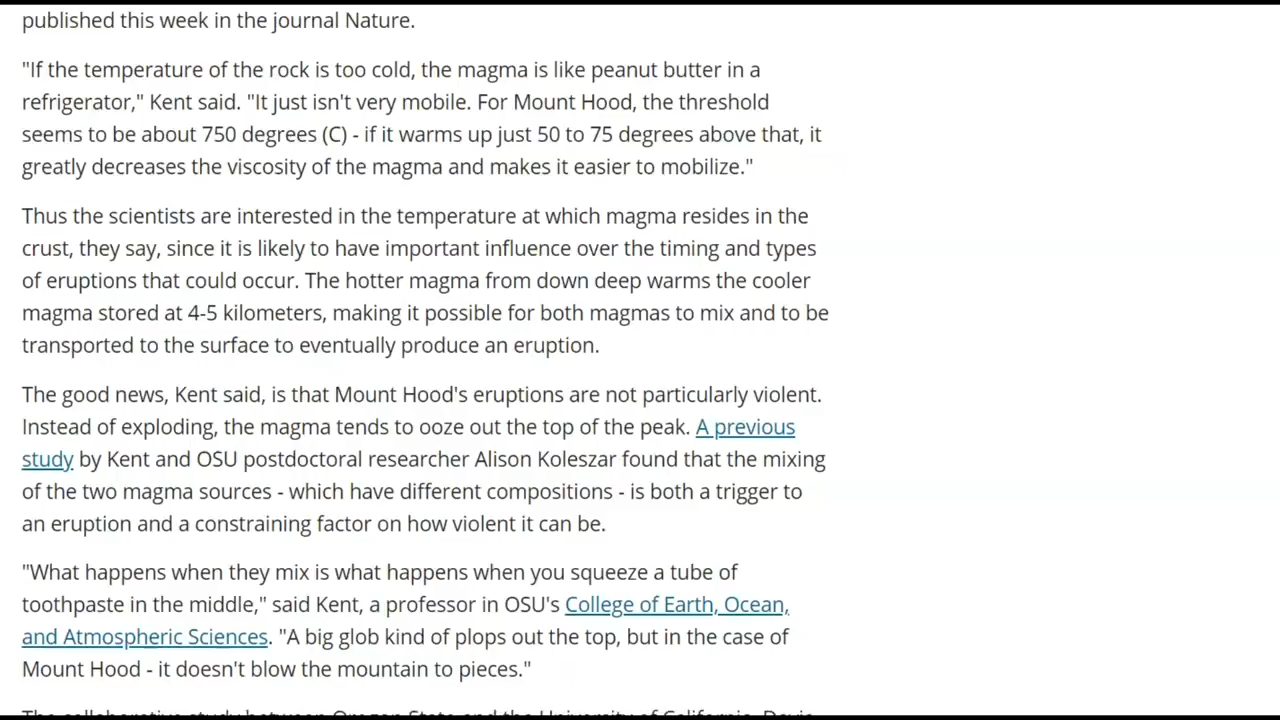 published this week in the journal Nature.
"If the temperature of the rock is too cold, the magma is like peanut butter in a
refrigerator," Kent said. "It just isn't very mobile. For Mount Hood, the threshold
seems to be about 750 degrees (C) - if it warms up just 50 to 75 degrees above that, it
greatly decreases the viscosity of the magma and makes it easier to mobilize."
Thus the scientists are interested in the temperature at which magma resides in the
crust, they say, since it is likely to have important influence over the timing and types
of eruptions that could occur. The hotter magma from down deep warms the cooler
magma stored at 4-5 kilometers, making it possible for both magmas to mix and to be
transported to the surface to eventually produce an eruption.
The good news, Kent said, is that Mount Hood's eruptions are not particularly violent.
Instead of exploding, the magma tends to ooze out the top of the peak. A previous
study by Kent and OSU postdoctoral researcher Alison Koleszar found that the mixing
of the two magma sources - which have different compositions - is both a trigger to
an eruption and a constraining factor on how violent it can be.
"What happens when they mix is what happens when you squeeze a tube of
toothpaste in the middle," said Kent, a professor in OSU's College of Earth, Ocean,
and Atmospheric Sciences. "A big glob kind of plops out the top, but in the case of
Mount Hood - it doesn't blow the mountain to pieces."
The collaborative study between Oregon State and the University of California, Davis